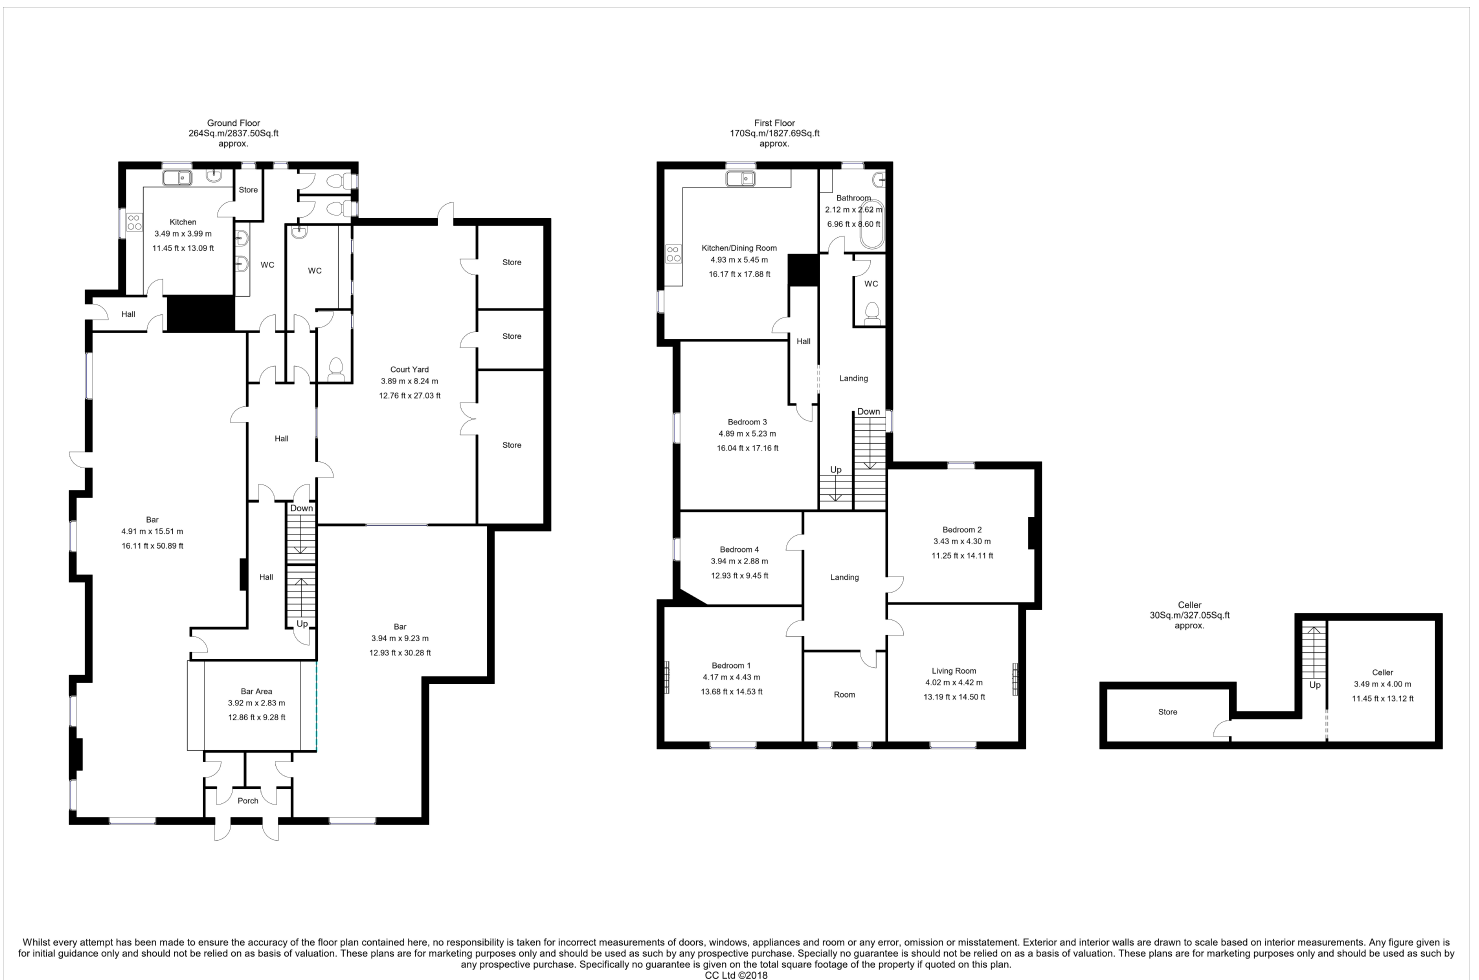 Ground Floor
264Sq.m/2837.50Sq.ft
approx.
Store
Kitchen
3.49 m x 3.99 m
11.45 ft x 13.09 ft
WC
WC
Store
Hall
Store
Court Yard
3.89 m x 8.24 m
12.76 ft x 27.03 ft
Hall
Store
Down
Bar
4.91 m x 15.51 m
16.11 ft x 50.89 ft
Hall
Up
Bar
3.94 m x 9.23 m
12.93 ft x 30.28 ft
Bar Area
3.92 m x 2.83 m
12.86 ft x 9.28 ft
Porch
First Floor
170Sq.m/1827.69Sq.ft
approx.
Bathroom
2.12 m x 2.62 m
6.96 ft x 8.60 ft
Kitchen/Dining Room
4.93 m x 5.45 m
16.17 ft x 17.88 ft
WC
Hall
Landing
Down
Bedroom 3
4.89 m x 5.23 m
16.04 ft x 17.16 ft
Up
Bedroom 2
3.43 m x 4.30 m
11.25 ft x 14.11 ft
Bedroom 4
3.94 m x 2.88 m
12.93 ft x 9.45 ft
Landing
Bedroom 1
4.17 m x 4.43 m
13.68 ft x 14.53 ft
Room
Living Room
4.02 m x 4.42 m
13.19 ft x 14.50 ft
Celler
30Sq.m/327.05Sq.ft
approx.
Celler
3.49 m x 4.00 m
11.45 ft x 13.12 ft
Up
Store
Whilst every attempt has been made to ensure the accuracy of the floor plan contained here, no responsibility is taken for incorrect measurements of doors, windows, appliances and room or any error, omission or misstatement. Exterior and interior walls are drawn to scale based on interior measurements. Any figure given is
for initial guidance only and should not be relied on as basis of valuation. These plans are for marketing purposes only and should be used as such by any prospective purchase. Specially no guarantee is should not be relied on as a basis of valuation. These plans are for marketing purposes only and should be used as such by
any prospective purchase. Specifically no guarantee is given on the total square footage of the property if quoted on this plan.
CC Ltd ©2018